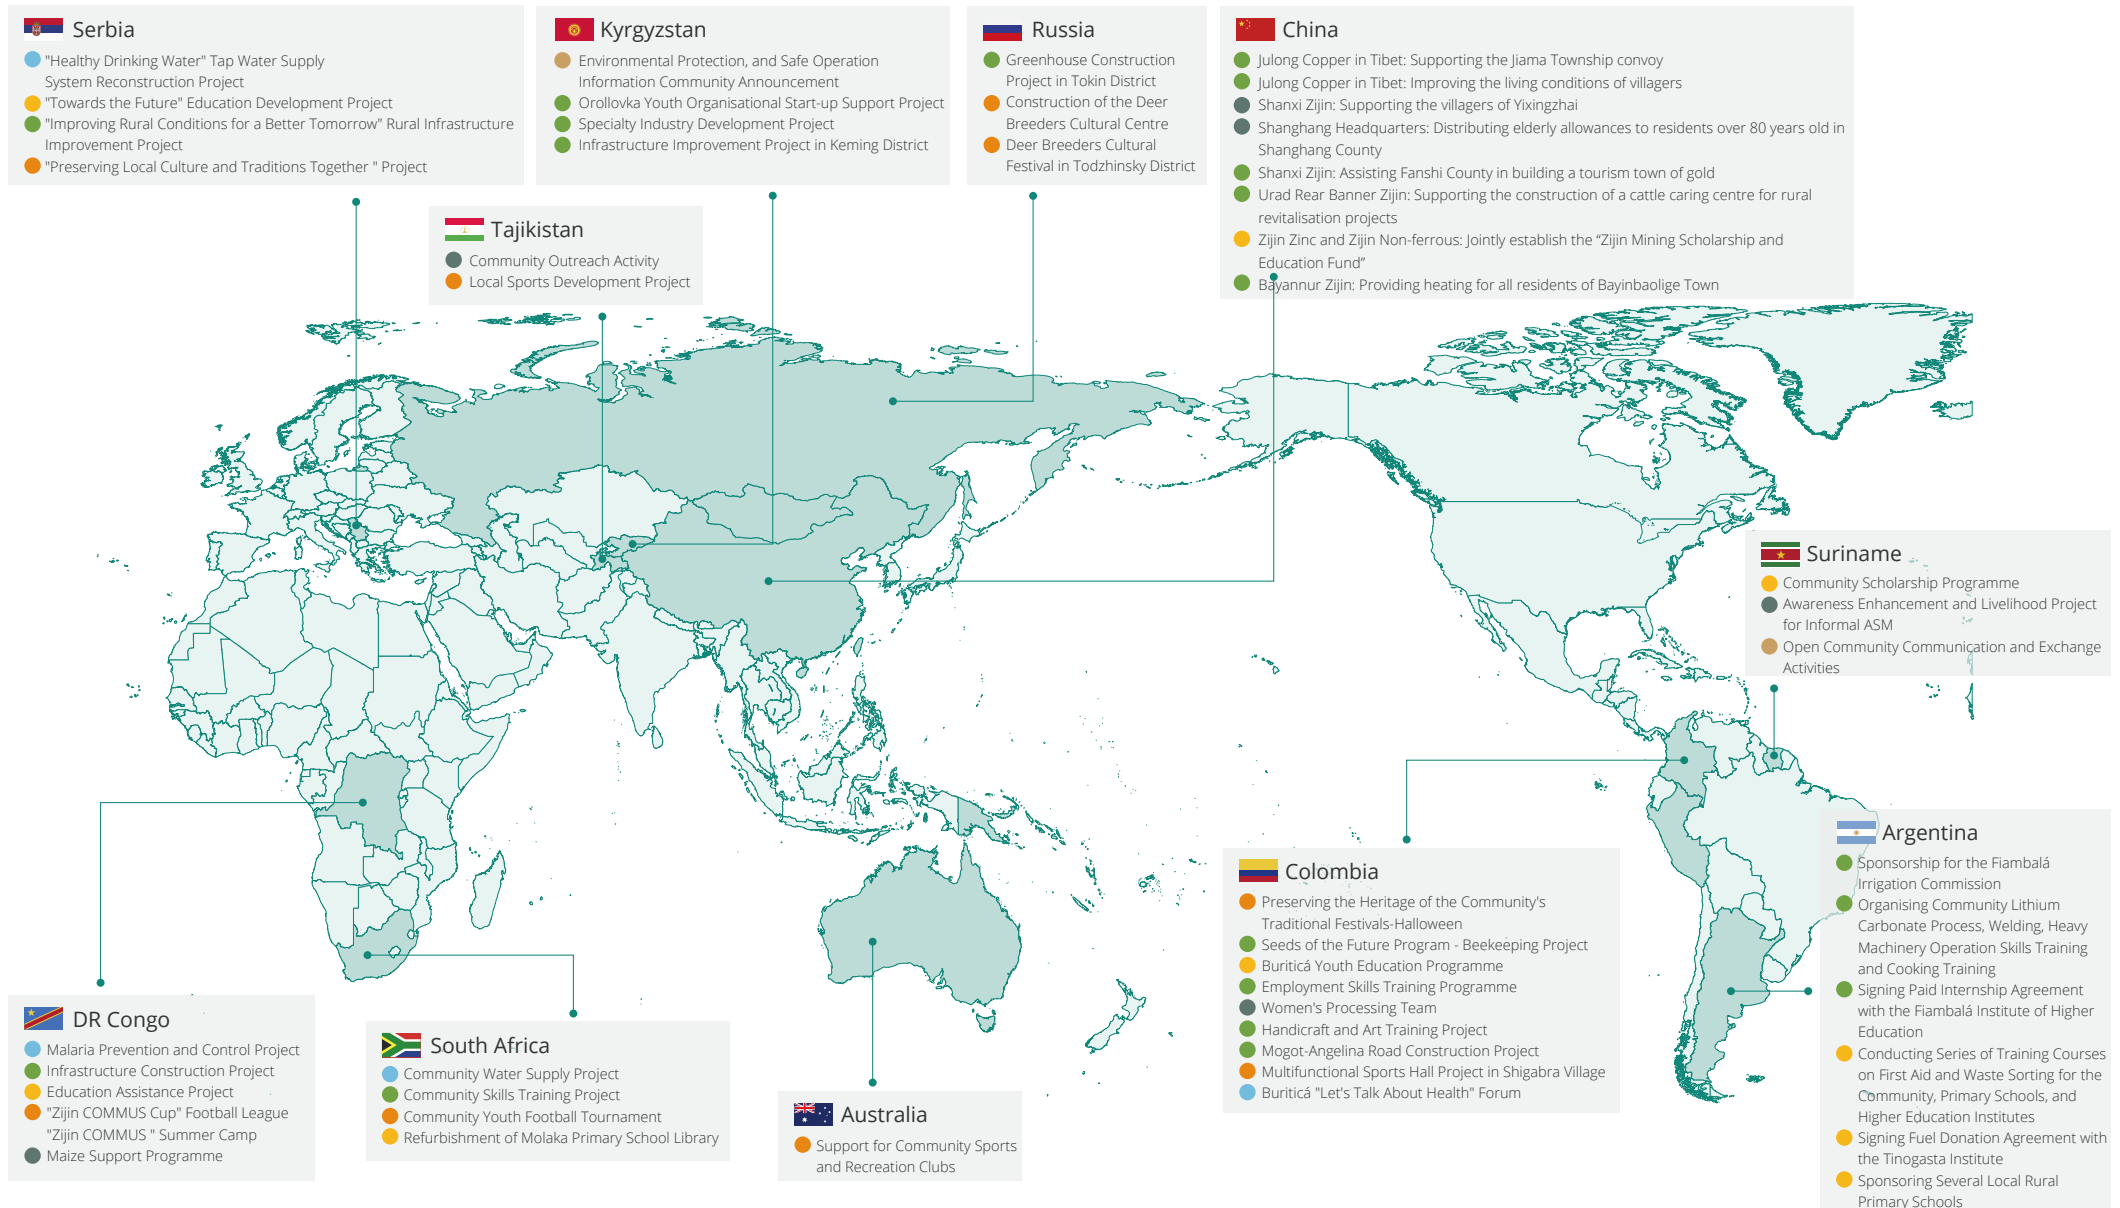 Serbia
"Healthy Drinking Water" Tap Water Supply
System Reconstruction Project
"Towards the Future" Education Development Project
"Improving Rural Conditions for a Better Tomorrow" Rural Infrastructure
Improvement Project
"Preserving Local Culture and Traditions Together " Project
Kyrgyzstan
Environmental Protection, and Safe Operation
Information Community Announcement
Orollovka Youth Organisational Start-up Support Project
Specialty Industry Development Project
Infrastructure Improvement Project in Keming District
Russia
Greenhouse Construction
Project in Tokin District
Construction of the Deer
Breeders Cultural Centre
Deer Breeders Cultural
Festival in Todzhinsky District
China
Julong Copper in Tibet: Supporting the Jiama Township convoy
Julong Copper in Tibet: Improving the living conditions of villagers
Shanxi Zijin: Supporting the villagers of Yixingzhai
Shanghang Headquarters: Distributing elderly allowances to residents over 80 years old in
Shanghang County
Shanxi Zijin: Assisting Fanshi County in building a tourism town of gold
Urad Rear Banner Zijin: Supporting the construction of a cattle caring centre for rural
revitalisation projects
Zijin Zinc and Zijin Non-ferrous: Jointly establish the “Zijin Mining Scholarship and
Education Fund”
Bayannur Zijin: Providing heating for all residents of Bayinbaolige Town
Tajikistan
Community Outreach Activity
Local Sports Development Project
Suriname
Community Scholarship Programme
Awareness Enhancement and Livelihood Project
for Informal ASM
Open Community Communication and Exchange
Activities
Argentina
Sponsorship for the Fiambalá
Irrigation Commission
Organising Community Lithium
Carbonate Process, Welding, Heavy
Machinery Operation Skills Training
and Cooking Training
Signing Paid Internship Agreement
with the Fiambalá Institute of Higher
Education
Conducting Series of Training Courses
on First Aid and Waste Sorting for the
Community, Primary Schools, and
Higher Education Institutes
Signing Fuel Donation Agreement with
the Tinogasta Institute
Sponsoring Several Local Rural
Primary Schools
Colombia
Preserving the Heritage of the Community's
Traditional Festivals-Halloween
Seeds of the Future Program - Beekeeping Project
Buriticá Youth Education Programme
Employment Skills Training Programme
Women's Processing Team
Handicraft and Art Training Project
Mogot-Angelina Road Construction Project
Multifunctional Sports Hall Project in Shigabra Village
Buriticá "Let's Talk About Health" Forum
DR Congo
Malaria Prevention and Control Project
Infrastructure Construction Project
Education Assistance Project
"Zijin COMMUS Cup" Football League
"Zijin COMMUS " Summer Camp
Maize Support Programme
South Africa
Community Water Supply Project
Community Skills Training Project
Community Youth Football Tournament
Refurbishment of Molaka Primary School Library
Australia
Support for Community Sports
and Recreation Clubs